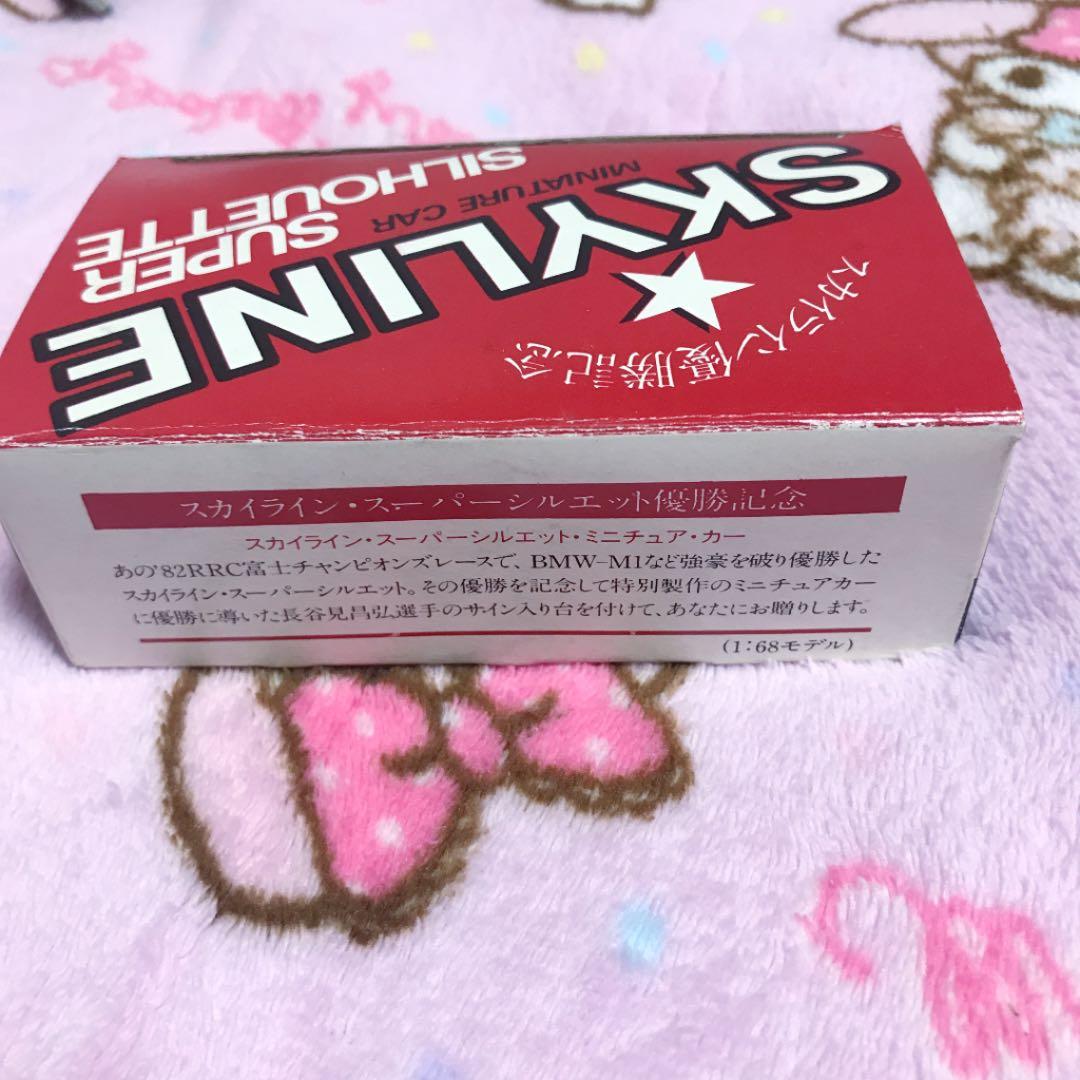 SKYLINE
MINIATURE CAR
SUPER
SILHOUETTE
スカイライン優勝記念
スカイライン・スーパーシルエット優勝記念
スカイライン・スーパーシルエット・ミニチュア・カー
あの'82RRC富士チャンピオンズレースで、BMW-M1など強豪を破り優勝した
スカイライン・スーパーシルエット。その優勝を記念して特別製作のミニチュアカー
に優勝に導いた長谷見昌弘選手のサイン入り台を付けて、あなたにお贈りします。
(1:68モデル)